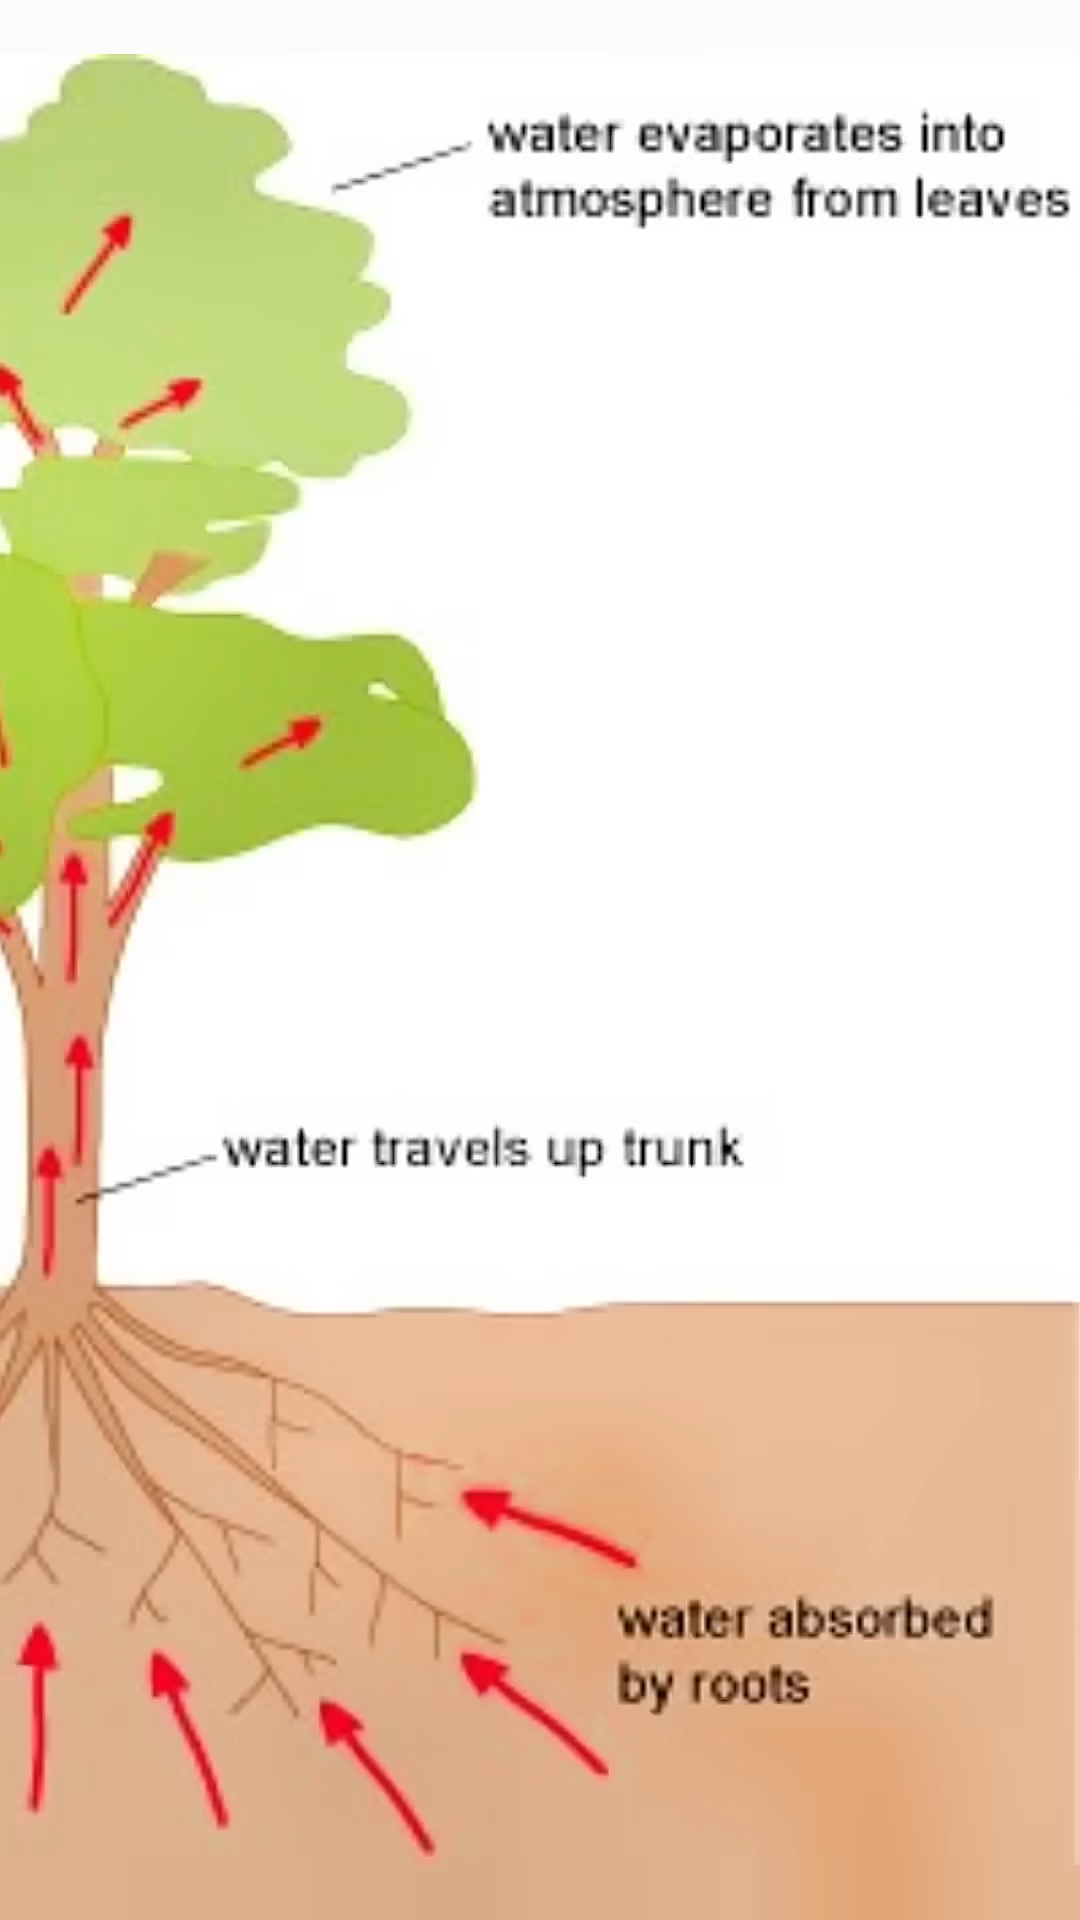 water evaporates into
atmosphere from leaves
water travels up trunk
water absorbed
by roots